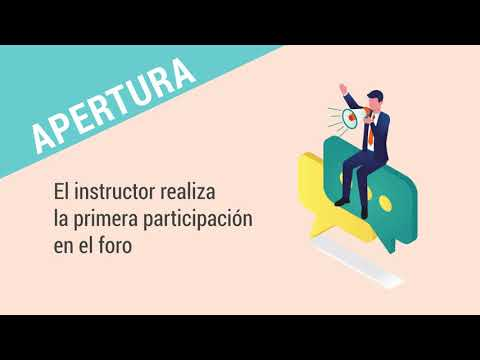 APERTURA
El instructor realiza
la primera participación
en el foro